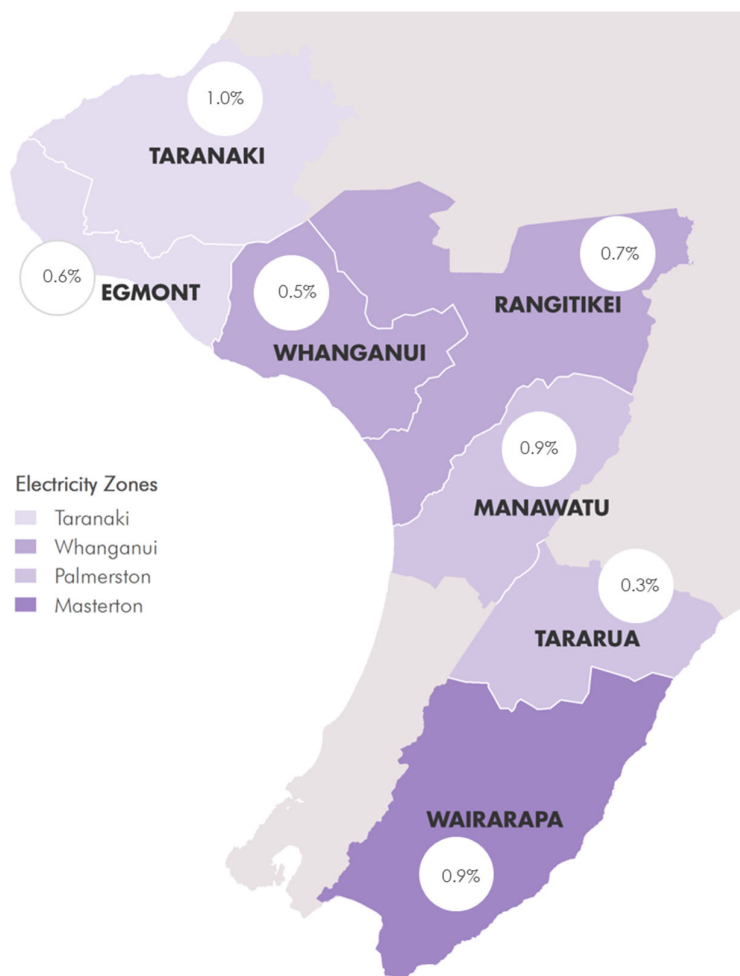 1.0%
TARANAKI
0.6%
EGMONT
0.5%
WHANGANUI
0.7%
RANGITIKEI
0.9%
MANAWATU
0.3%
TARARUA
WAIRARAPA
0.9%
Electricity Zones
Taranaki
Whanganui
Palmerston
Masterton